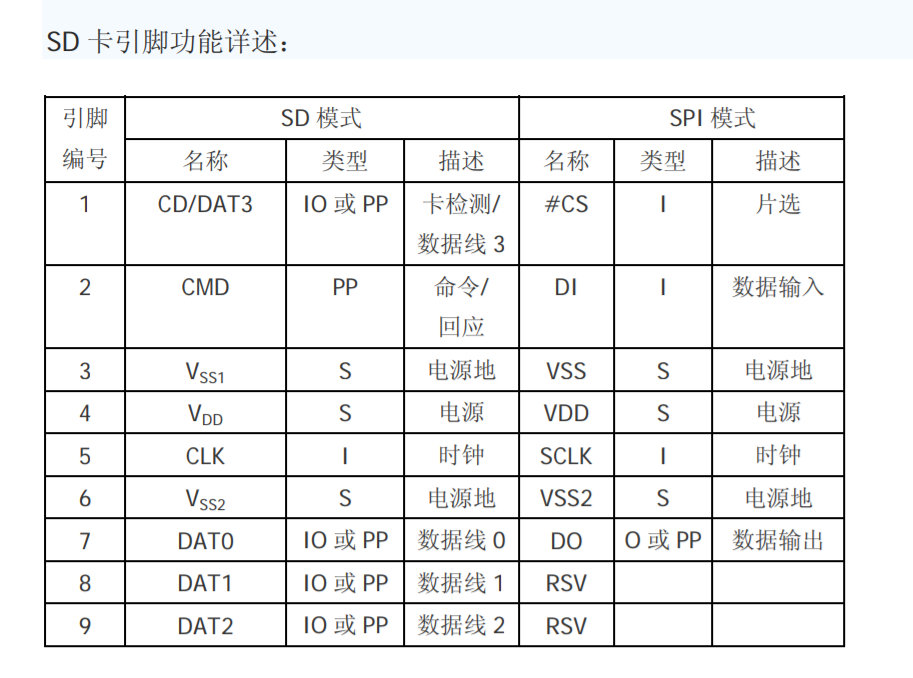 SD 卡引脚功能详述：
引脚 SD 模式 SPI 模式
编号 名称 类型 描述 名称 类型 描述
1 CD/DAT3 IO 或 PP 卡检测/ #CS I 片选
数据线 3
2 CMD PP 命令/ DI I 数据输入
回应
3 VSS1 S 电源地 VSS S 电源地
4 VDD S 电源 VDD S 电源
5 CLK I 时钟 SCLK I 时钟
6 VSS2 S 电源地 VSS2 S 电源地
7 DAT0 IO 或 PP 数据线 0 DO O 或 PP 数据输出
8 DAT1 IO 或 PP 数据线 1 RSV
9 DAT2 IO 或 PP 数据线 2 RSV